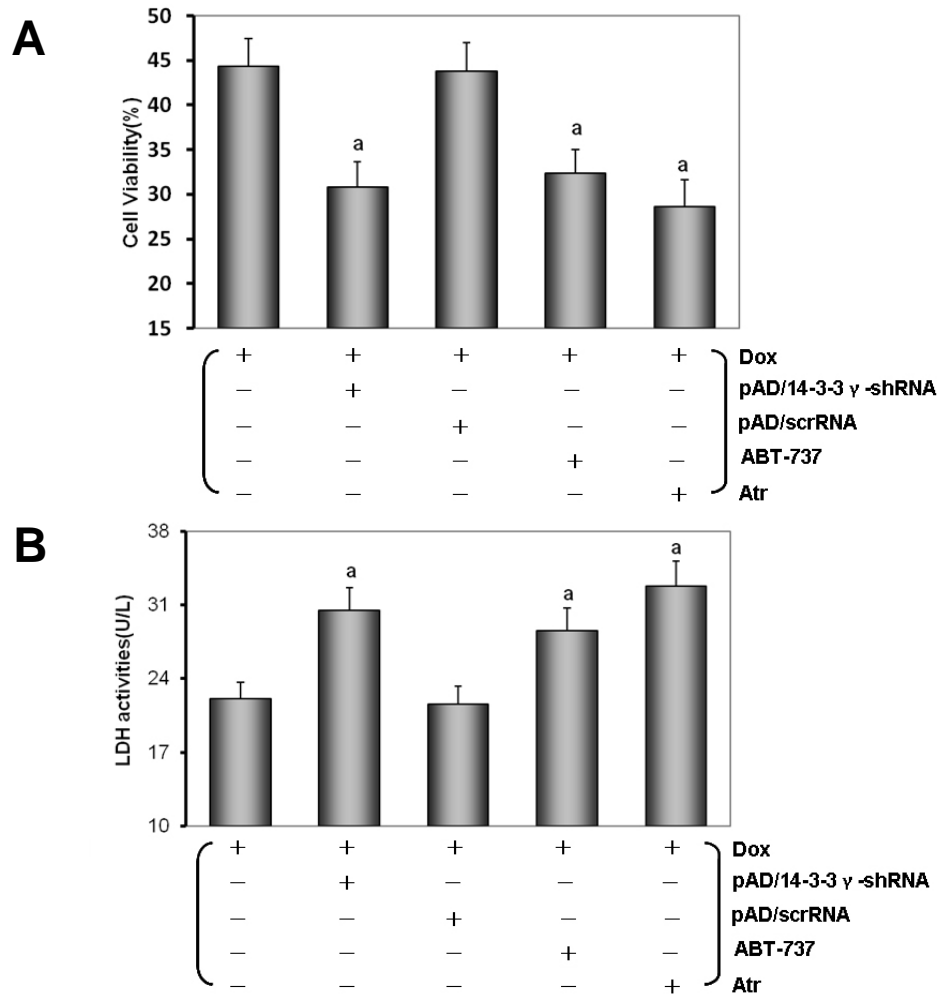 A
50
45
40
35
30
25
20
15
Cell Viability(%)
a
a
a
+ + + + + Dox
− + − − − pAD/14-3-3 γ -shRNA
− − + − − pAD/scrRNA
− − − + − ABT-737
− − − − + Atr
B
38
31
24
17
10
LDH activities(U/L)
a
a
a
+ + + + + Dox
− + − − − pAD/14-3-3 γ -shRNA
− − + − − pAD/scrRNA
− − − + − ABT-737
− − − − + Atr